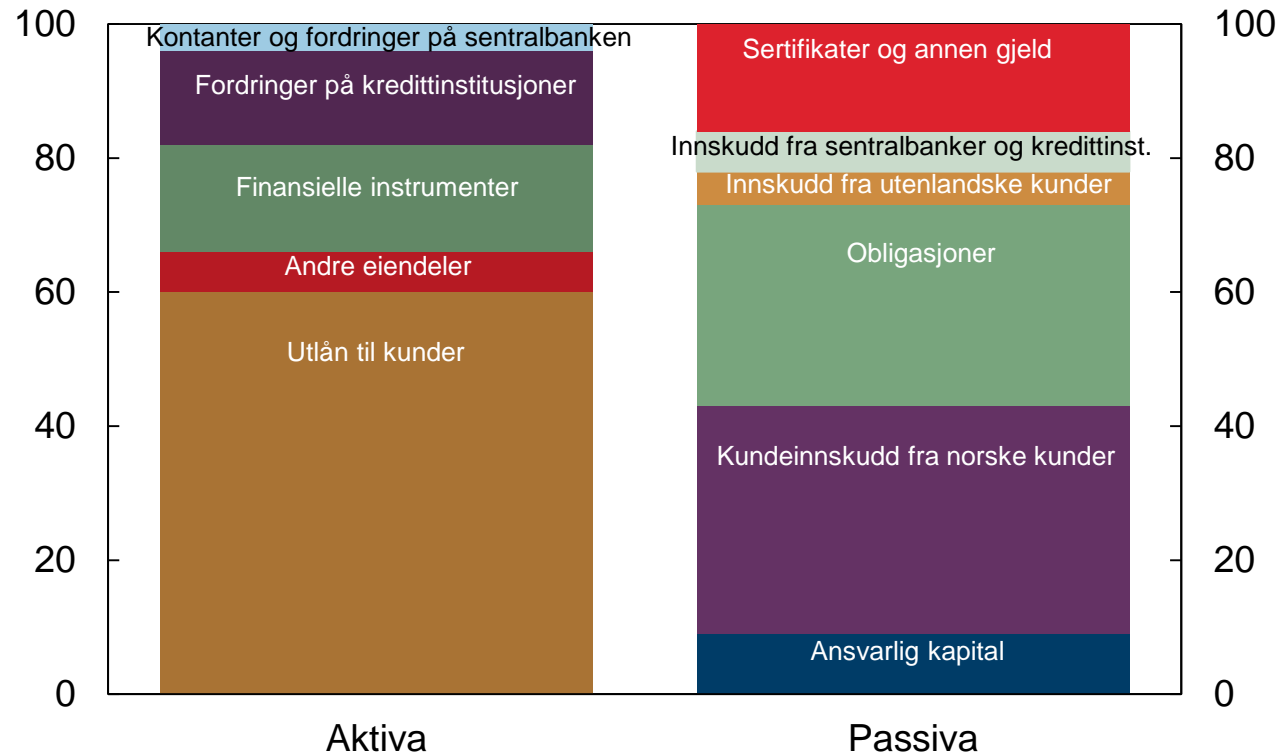 100
80
60
40
20
0
Kontanter og fordringer på sentralbanken
Fordringer på kredittinstitusjoner
Finansielle instrumenter
Andre eiendeler
Utlån til kunder
Sertifikater og annen gjeld
Innskudd fra sentralbanker og kredittinst.
Innskudd fra utenlandske kunder
Obligasjoner
Kundeinnskudd fra norske kunder
Ansvarlig kapital
100
80
60
40
20
0
Aktiva
Passiva